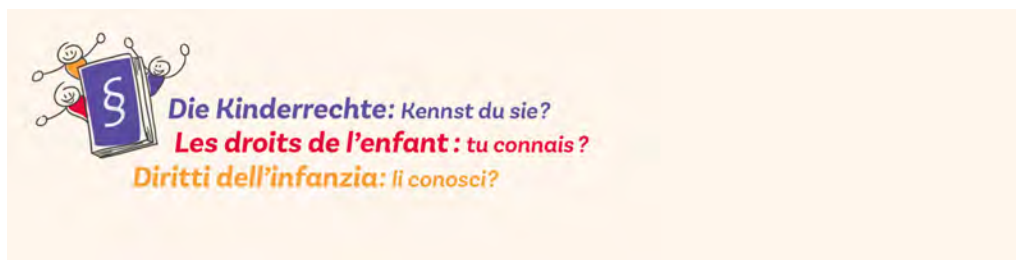 §
Die Kinderrechte: Kennst du sie?
Les droits de l'enfant : tu connais ?
Diritti dell'infanzia: li conosci?